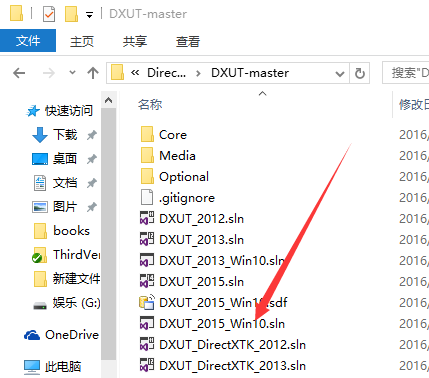 DXUT-master
文件 主页 共享 查看
« Direc... › DXUT-master 搜索"D
名称 修改日
快速访问
下载
桌面
文档
图片
books
ThirdVer
新建文件
娱乐 (G:)
OneDrive
此电脑
Core 2016/
Media 2016/
Optional 2016/
.gitignore 2016/
DXUT_2012.sln 2016/
DXUT_2013.sln 2016/
DXUT_2013_Win10.sln 2016/
DXUT_2015.sln 2016/
DXUT_2015_Win10.sdf 2016/
DXUT_2015_Win10.sln 2016/
DXUT_DirectXTK_2012.sln 2016/
DXUT_DirectXTK_2013.sln 2016/